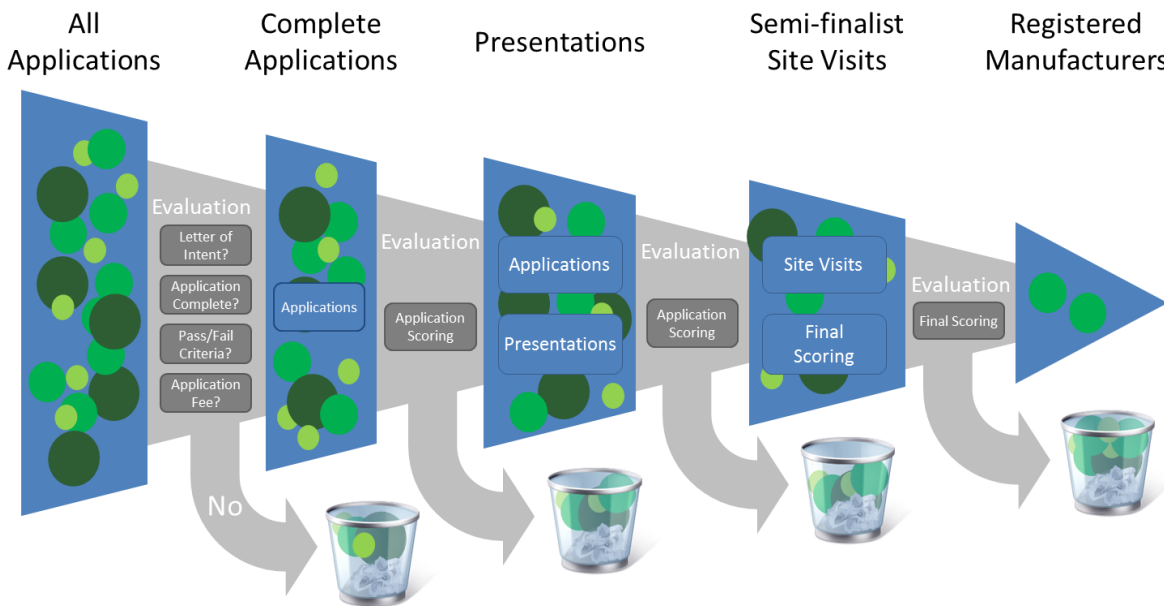 All
Applications
Complete
Applications
Presentations
Semi-finalist
Site Visits
Registered
Manufacturers
Evaluation
Letter of
Intent?
Application
Complete?
Pass/Fail
Criteria?
Application
Fee?
No
Applications
Evaluation
Application
Scoring
Applications
Presentations
Evaluation
Application
Scoring
Site Visits
Final
Scoring
Evaluation
Final Scoring